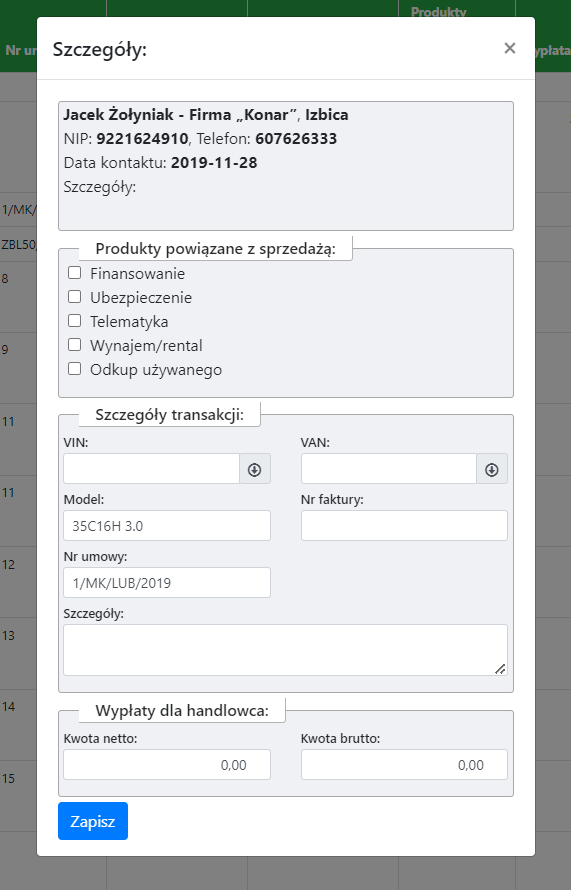 Produkty
Nr
Szczegóły:
×
Jacek Żołyniak - Firma „Konar”, Izbica
NIP: 9221624910, Telefon: 607626333
Data kontaktu: 2019-11-28
Szczegóły:
1/MK/
ZBL50
Produkty powiązane z sprzedażą:
8
Finansowanie
Ubezpieczenie
Telematyka
Wynajem/rental
9
Odkup używanego
Szczegóły transakcji:
11
VIN: VAN:
11
Model: Nr faktury:
35C16H 3.0
Nr umowy:
12
1/MK/LUB/2019
Szczegóły:
13
14
Wypłaty dla handlowca:
Kwota netto: Kwota brutto:
0,00 0,00
15
Zapisz